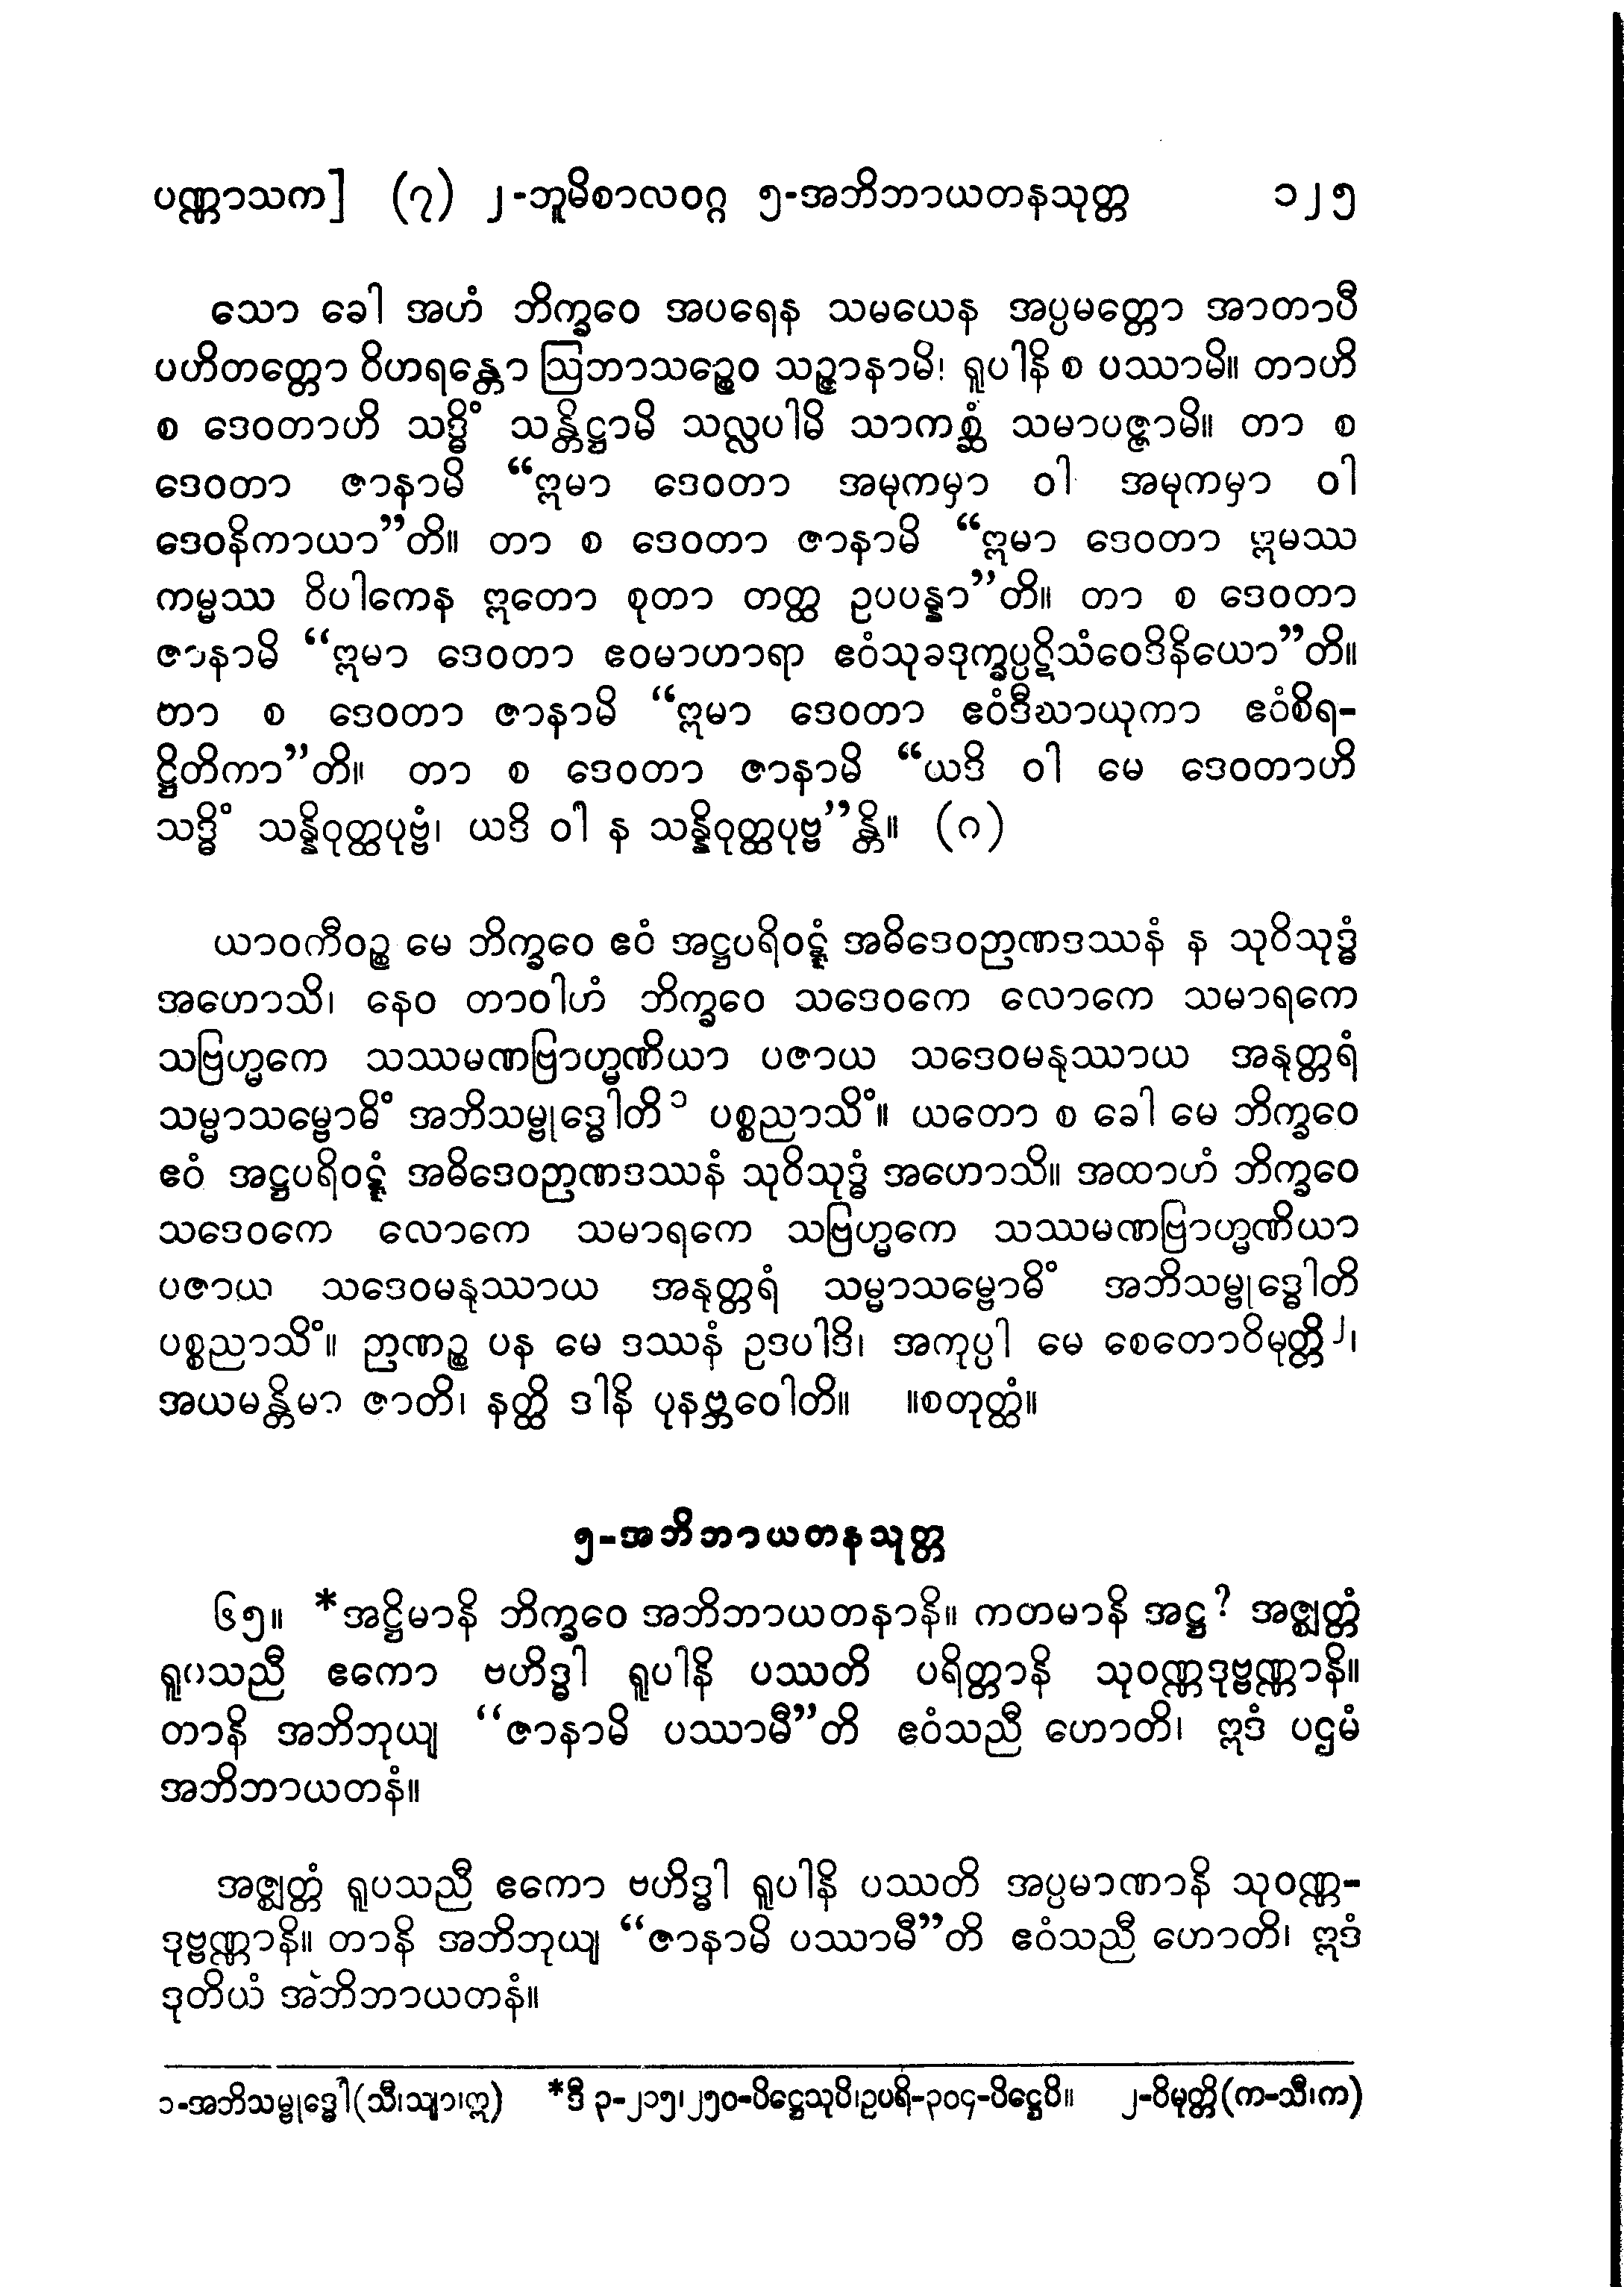 ပဏ္ဏာသက] (၇) ၂-ဘူမိစာလဝဂ္ဂ ၅-အဘိဘာယတနသုတ္တ ၁၂၅
သော ခေါ အဟံ ဘိက္ခဝေ အပရေန သမယေန အပ္ပမတ္တော အာတာပီ
ပဟိတတ္တော ဝိဟရန္တော ဩဘာသဉ္စေဝ သဉ္ဇာနာမိ၊ ရူပါနိ စ ပဿာမိ။ တာဟိ
စ ဒေဝတာဟိ သဒ္ဓိံ သန္တိဋ္ဌာမိ သလ္လပါမိ သာကစ္ဆံ သမာပဇ္ဇာမိ။ တာ စ
ဒေဝတာ ဇာနာမိ “ဣမာ ဒေဝတာ အမုကမှာ ဝါ အမုကမှာ ဝါ
ဒေဝနိကာယာ”တိ။ တာ စ ဒေဝတာ ဇာနာမိ “ဣမာ ဒေဝတာ ဣမဿ
ကမ္မဿ ဝိပါကေန ဣတော စုတာ တတ္ထ ဥပပန္နာ”တိ။ တာ စ ဒေဝတာ
ဇာနာမိ “ဣမာ ဒေဝတာ ဧဝမာဟာရာ ဧဝံသုခဒုက္ခပ္ပဋိသံဝေဒိနိယော”တိ။
တာ စ ဒေဝတာ ဇာနာမိ “ဣမာ ဒေဝတာ ဧဝံဒီဃာယုကာ ဧဝံစိရ-
ဋ္ဌိတိကာ”တိ။ တာ စ ဒေဝတာ ဇာနာမိ “ယဒိ ဝါ မေ ဒေဝတာဟိ
သဒ္ဓိံ သန္နိဝုတ္ထပုဗ္ဗံ၊ ယဒိ ဝါ န သန္နိဝုတ္ထပုဗ္ဗ”န္တိ။ (ဂ)
ယာဝကီဝဉ္စ မေ ဘိက္ခဝေ ဧဝံ အဋ္ဌပရိဝဋ္ဋံ အဓိဒေဝဉာဏဒဿနံ န သုဝိသုဒ္ဓံ
အဟောသိ၊ နေဝ တာဝါဟံ ဘိက္ခဝေ သဒေဝကေ လောကေ သမာရကေ
သဗြဟ္မကေ သဿမဏဗြာဟ္မဏိယာ ပဇာယ သဒေဝမနုဿာယ အနုတ္တရံ
သမ္မာသမ္ဗောဓိံ အဘိသမ္ဗုဒ္ဓေါတိ၁ ပစ္စညာသိံ။ ယတော စ ခေါ မေ ဘိက္ခဝေ
ဧဝံ အဋ္ဌပရိဝဋ္ဋံ အဓိဒေဝဉာဏဒဿနံ သုဝိသုဒ္ဓံ အဟောသိ။ အထာဟံ ဘိက္ခဝေ
သဒေဝကေ လောကေ သမာရကေ သဗြဟ္မကေ သဿမဏဗြာဟ္မဏိယာ
ပဇာယ သဒေဝမနုဿာယ အနုတ္တရံ သမ္မာသမ္ဗောဓိံ အဘိသမ္ဗုဒ္ဓေါတိ
ပစ္စညာသိံ။ ဉာဏဉ္စ ပန မေ ဒဿနံ ဥဒပါဒိ၊ အကုပ္ပါ မေ စေတောဝိမုတ္တိ၂၊
အယမန္တိမာ ဇာတိ၊ နတ္ထိ ဒါနိ ပုနဗ္ဘဝေါတိ။ ။စတုတ္ထံ။
၅-အဘိဘာယတနသုတ္တ
၆၅။ *အဋ္ဌိမာနိ ဘိက္ခဝေ အဘိဘာယတနာနိ။ ကတမာနိ အဋ္ဌ? အဇ္ဈတ္တံ
ရူပသညီ ဧကော ဗဟိဒ္ဓါ ရူပါနိ ပဿတိ ပရိတ္တာနိ သုဝဏ္ဏဒုဗ္ဗဏ္ဏာနိ။
တာနိ အဘိဘုယျ “ဇာနာမိ ပဿာမီ”တိ ဧဝံသညီ ဟောတိ၊ ဣဒံ ပဌမံ
အဘိဘာယတနံ။
အဇ္ဈတ္တံ ရူပသညီ ဧကော ဗဟိဒ္ဓါ ရူပါနိ ပဿတိ အပ္ပမာဏာနိ သုဝဏ္ဏ-
ဒုဗ္ဗဏ္ဏာနိ။ တာနိ အဘိဘုယျ “ဇာနာမိ ပဿာမီ”တိ ဧဝံသညီ ဟောတိ၊ ဣဒံ
ဒုတိယံ အဘိဘာယတနံ။
၁-အဘိသမ္ဗုဒ္ဓေါ(သီ၊သျာ၊ဣ) *ဒီ ၃-၂၁၅၊၂၅၀-ပိဋ္ဌေသုပိ၊ဥပရိ-၃၀၄-ပိဋ္ဌေပိ။ ၂-ဝိမုတ္တိ(က-သီ၊က)